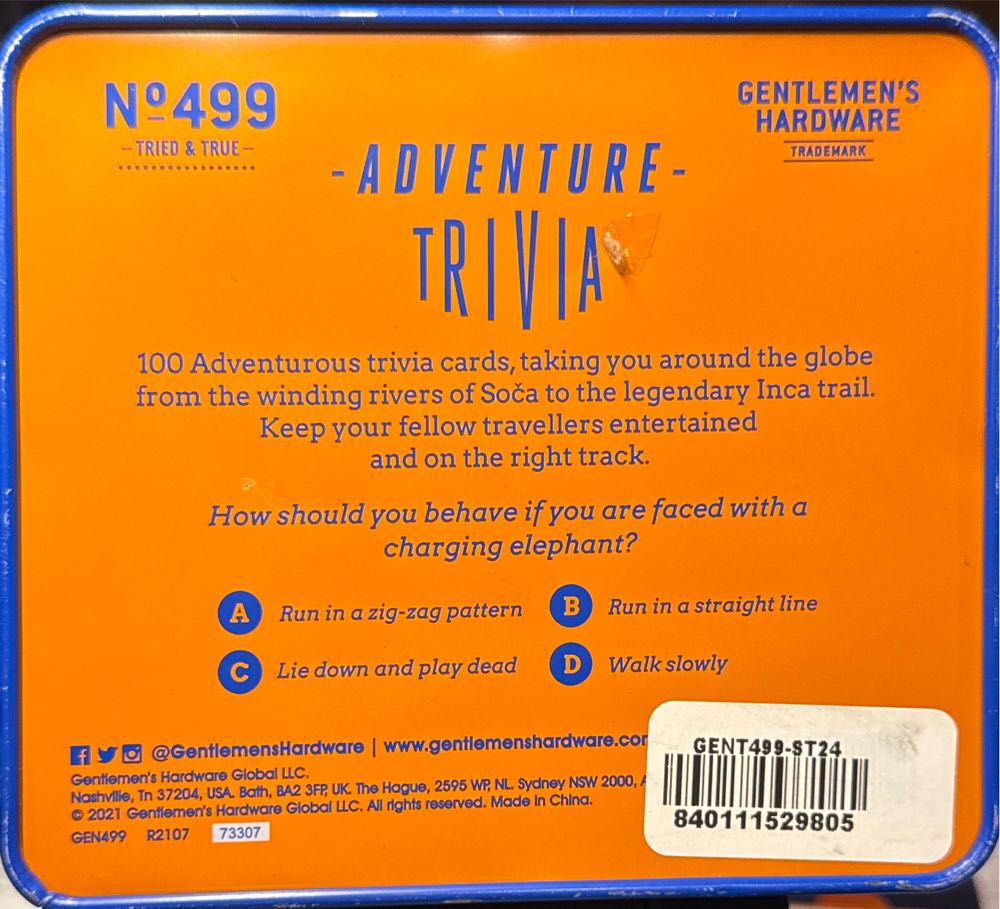 Nº499
– TRIED & TRUE –
GENTLEMEN'S
HARDWARE
TRADEMARK
-ADVENTURE-
TRIVIA
100 Adventurous trivia cards, taking you around the globe
from the winding rivers of Soča to the legendary Inca trail.
Keep your fellow travellers entertained
and on the right track.
How should you behave if you are faced with a
charging elephant?
A Run in a zig-zag pattern B Run in a straight line
C Lie down and play dead D Walk slowly
@GentlemensHardware | www.gentlemenshardware.com
Gentlemen's Hardware Global LLC.
Nashville, Tn 37204, USA. Bath, BA2 3FP, UK. The Hague, 2595 WP, NL. Sydney NSW 2000, A
© 2021 Gentlemen's Hardware Global LLC. All rights reserved. Made in China.
GEN499 R2107 73307
GENT499-ST24
840111529805